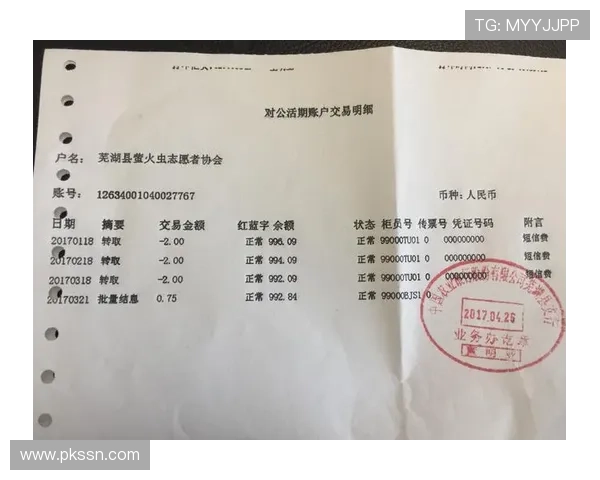 TG: MYYJJPP
对公活期账户交易明细
户名： 芜湖县萤火虫志愿者协会
账号： 12634001040027767 币种：人民币
日期 摘要 交易金额 红蓝字 余额 状态 柜员号 传票号 凭证号码 附言
20170118 转取 -2.00 正常 996.09 正常 99000TU01 0 000000000 短信费
20170218 转取 -2.00 正常 994.09 正常 99000TU01 0 000000000 短信费
20170318 转取 -2.00 正常 992.09 正常 99000TU01 0 000000000 短信费
20170321 批量结息 0.75 正常 992.84 正常 99000BJS1 0
2017.04.26
业务办讫章
www.pkssn.com